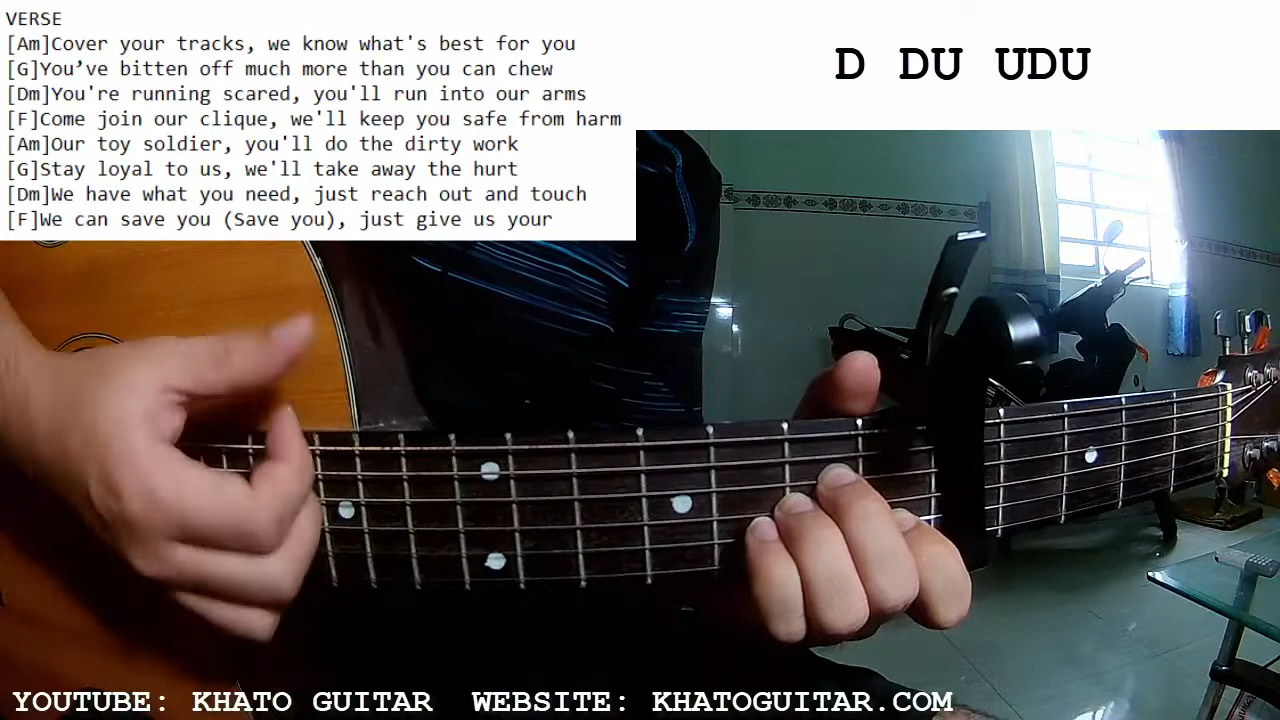 VERSE
[Am]Cover your tracks, we know what's best for you
[G]You’ve bitten off much more than you can chew
[Dm]You're running scared, you'll run into our arms
[F]Come join our clique, we'll keep you safe from harm
[Am]Our toy soldier, you'll do the dirty work
[G]Stay loyal to us, we'll take away the hurt
[Dm]We have what you need, just reach out and touch
[F]We can save you (Save you), just give us your
D DU UDU
YOUTUBE: KHATO GUITAR WEBSITE: KHATOGUITAR.COM